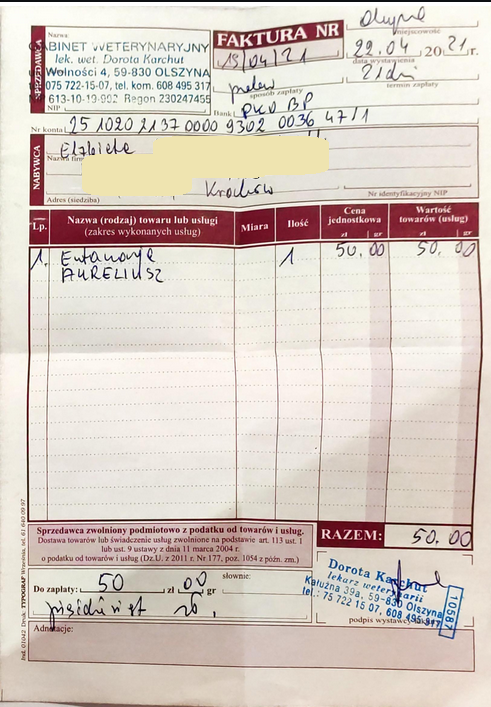 SPRZEDAWCA
Nazwa:
GABINET WETERYNARYJNY
lek. wet. Dorota Karchut
Wolności 4, 59-830 OLSZYNA
075 722-15-07, tel. kom. 608 495 317
613-10-19-902 Regon 230247455
NIP
FAKTURA NR
19/04/21
Olszyna
miejscowość
22.04 2021 r.
data wystawienia
przelew
sposób zapłaty
21 dni
termin zapłaty
Bank PKO BP
Nr konta 25 1020 2137 0000 9302 0036 4711
NABYWCA
Elżbieta
Nazwa
Adres (siedziba)
Nr identyfikacyjny NIP
Lp. Nazwa (rodzaj) towaru lub usługi (zakres wykonanych usług) Miara Ilość Cena jednostkowa zł gr Wartość towarów (usług) zł gr
1. Eutanazja 1 50.00 50.00
AURELIUSZ
Sprzedawca zwolniony podmiotowo z podatku od towarów i usług.
Dostawa towarów lub świadczenie usług zwolnione na podstawie art. 113 ust. 1
lub ust. 9 ustawy z dnia 11 marca 2004 r.
o podatku od towarów i usług (Dz.U. z 2011 r. Nr 177, poz. 1054 z późn. zm.)
RAZEM: 50.00
Do zapłaty: 50 zł 00 gr
słownie:
pięćdziesiąt zł,
Dorota Karchut
lekarz weterynarii
Kałużna 39a, 59-830 Olszyna
tel.: 75 722 15 07, 608 495 317
10587
podpis wystawcy
Adnotacje: